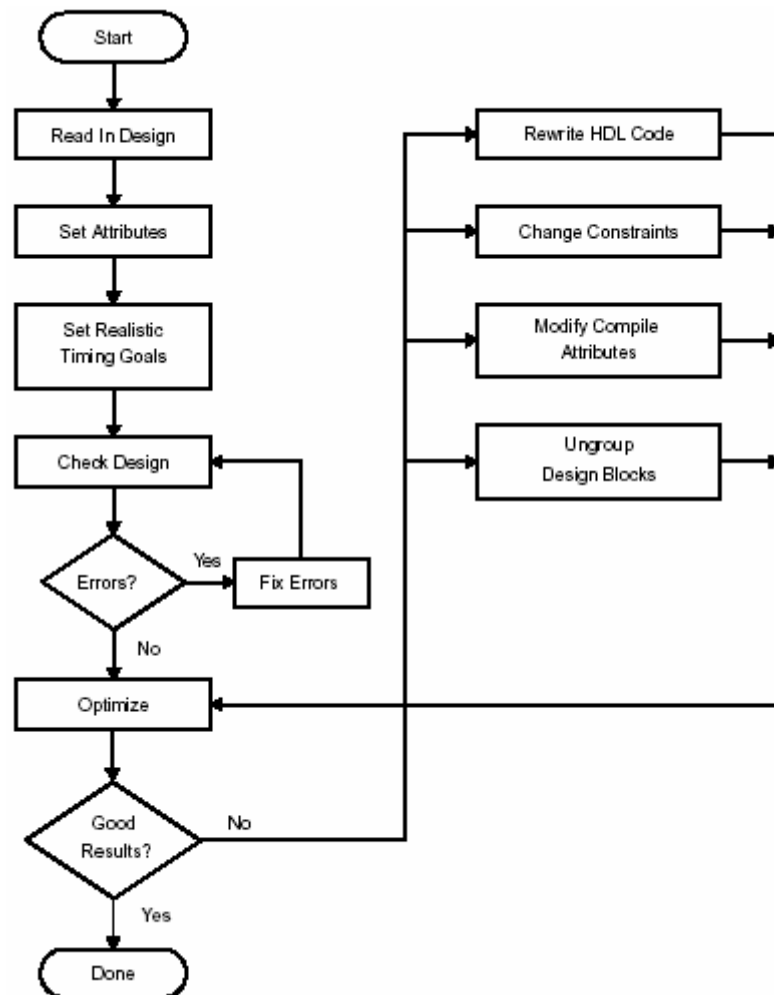 Start
Read In Design
Set Attributes
Set Realistic
Timing Goals
Check Design
Errors?
Yes
Fix Errors
No
Optimize
Good
Results?
No
Yes
Done
Rewrite HDL Code
Change Constraints
Modify Compile
Attributes
Ungroup
Design Blocks